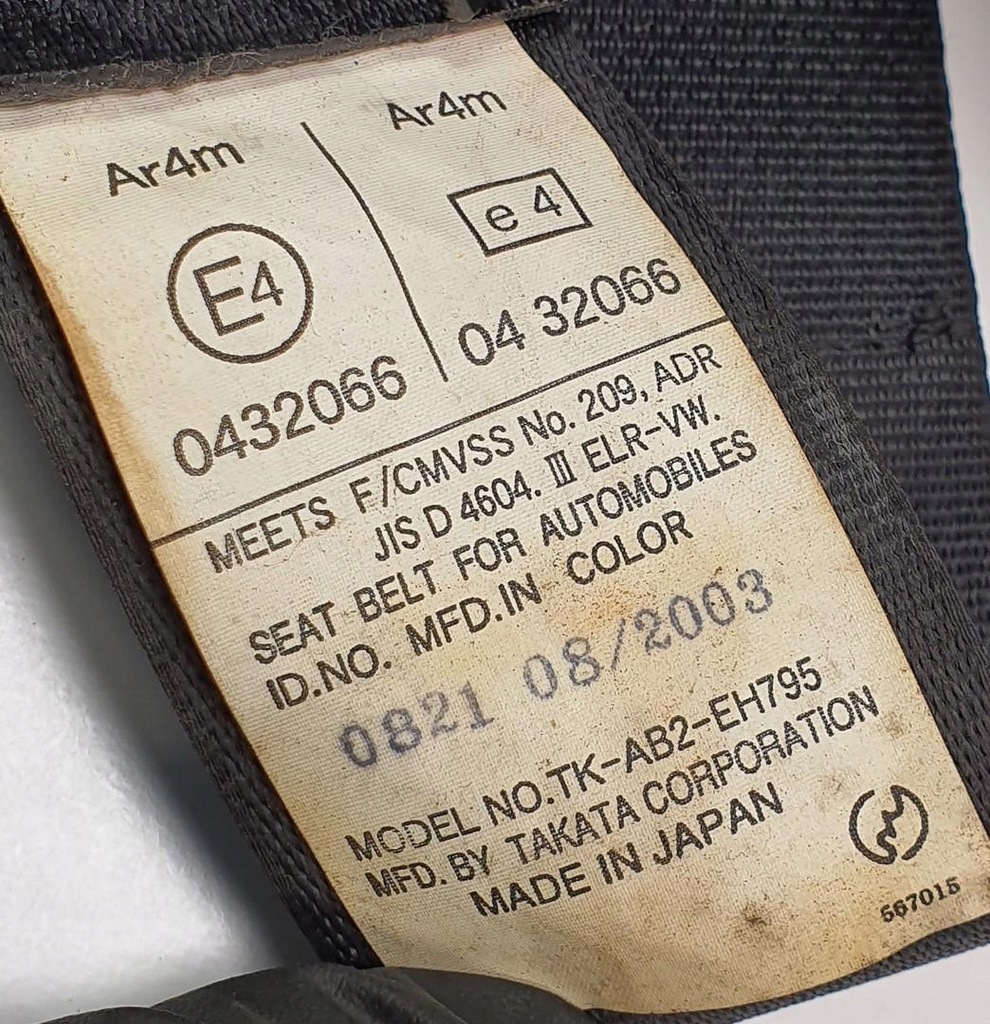 Ar4m
E4
0432066
Ar4m
e 4
04 32066
MEETS F/CMVSS No. 209, ADR
JIS D 4604. Ⅲ ELR-VW.
SEAT BELT FOR AUTOMOBILES
ID.NO. MFD.IN COLOR
0821 08/2003
MODEL NO.TK-AB2-EH795
MFD. BY TAKATA CORPORATION
MADE IN JAPAN
567015